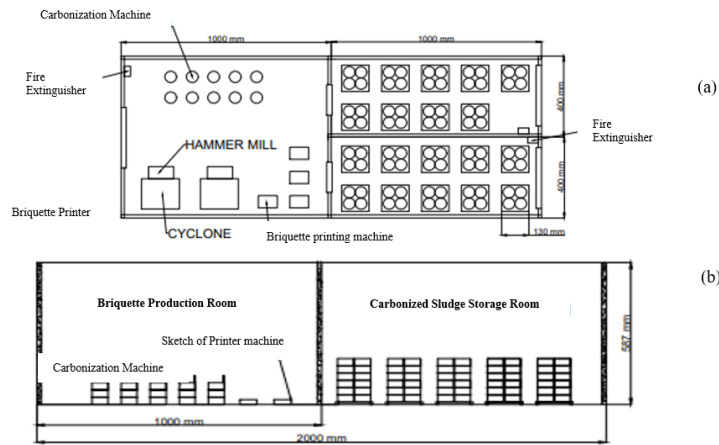 Carbonization Machine
1000 mm
1000 mm
Fire
Extinguisher
400 mm
(a)
Fire
Extinguisher
HAMMER MILL
400 mm
Briquette Printer
CYCLONE
Briquette printing machine
130 mm
(b)
Briquette Production Room
Carbonized Sludge Storage Room
Sketch of Printer machine
587 mm
Carbonization Machine
1000 mm
2000 mm